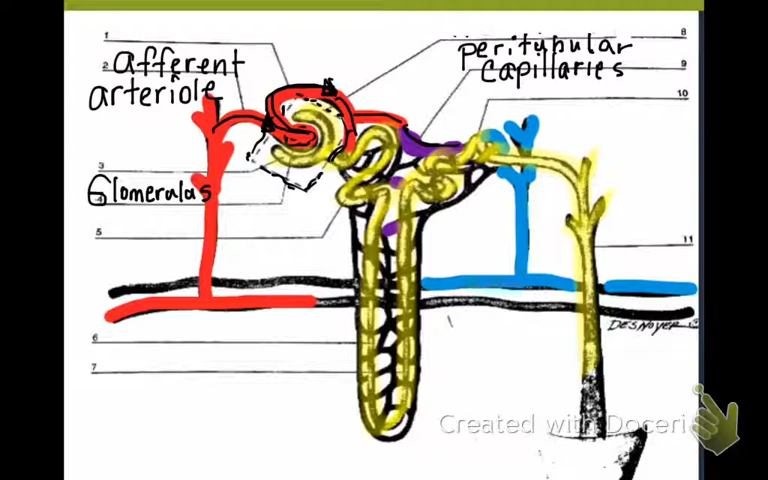 1
8
peritubular
2
afferent
9
capillaries
arteriole
10
3
Glomeralas
4
5
11
DESNOYER
6
7
Created with Doceri